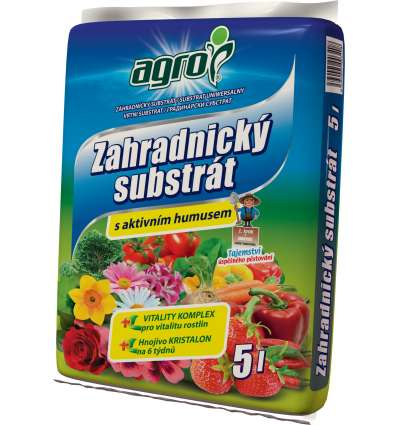 agro
ZAHRADNICKÝ SUBSTRÁT / SUBSTRAT UNIWERSALNY
VRTNI SUBSTRAT / ГРАДИНАРСКИ СУБСТРАТ
Zahradnický
substrát
s aktivním humusem
Tajemství
úspěšného pěstování
VITALITY KOMPLEX
pro vitalitu rostlin
Hnojivo KRISTALON
na 6 týdnů
5 l
Zahradnický substrát 5 l